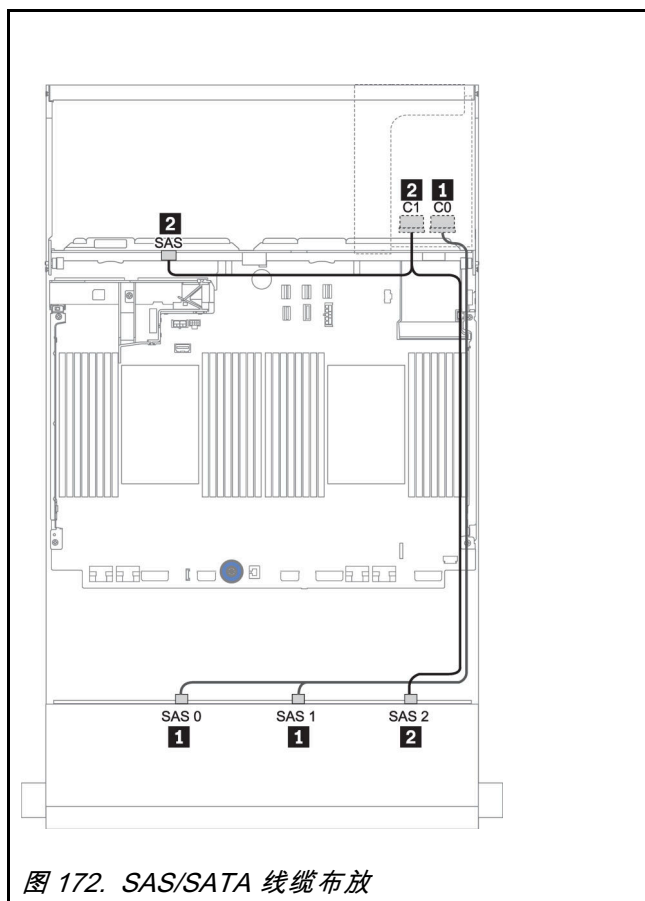 2 1
C1 C0
2
SAS
SAS 0 SAS 1 SAS 2
1 1 2
图 172. SAS/SATA 线缆布放